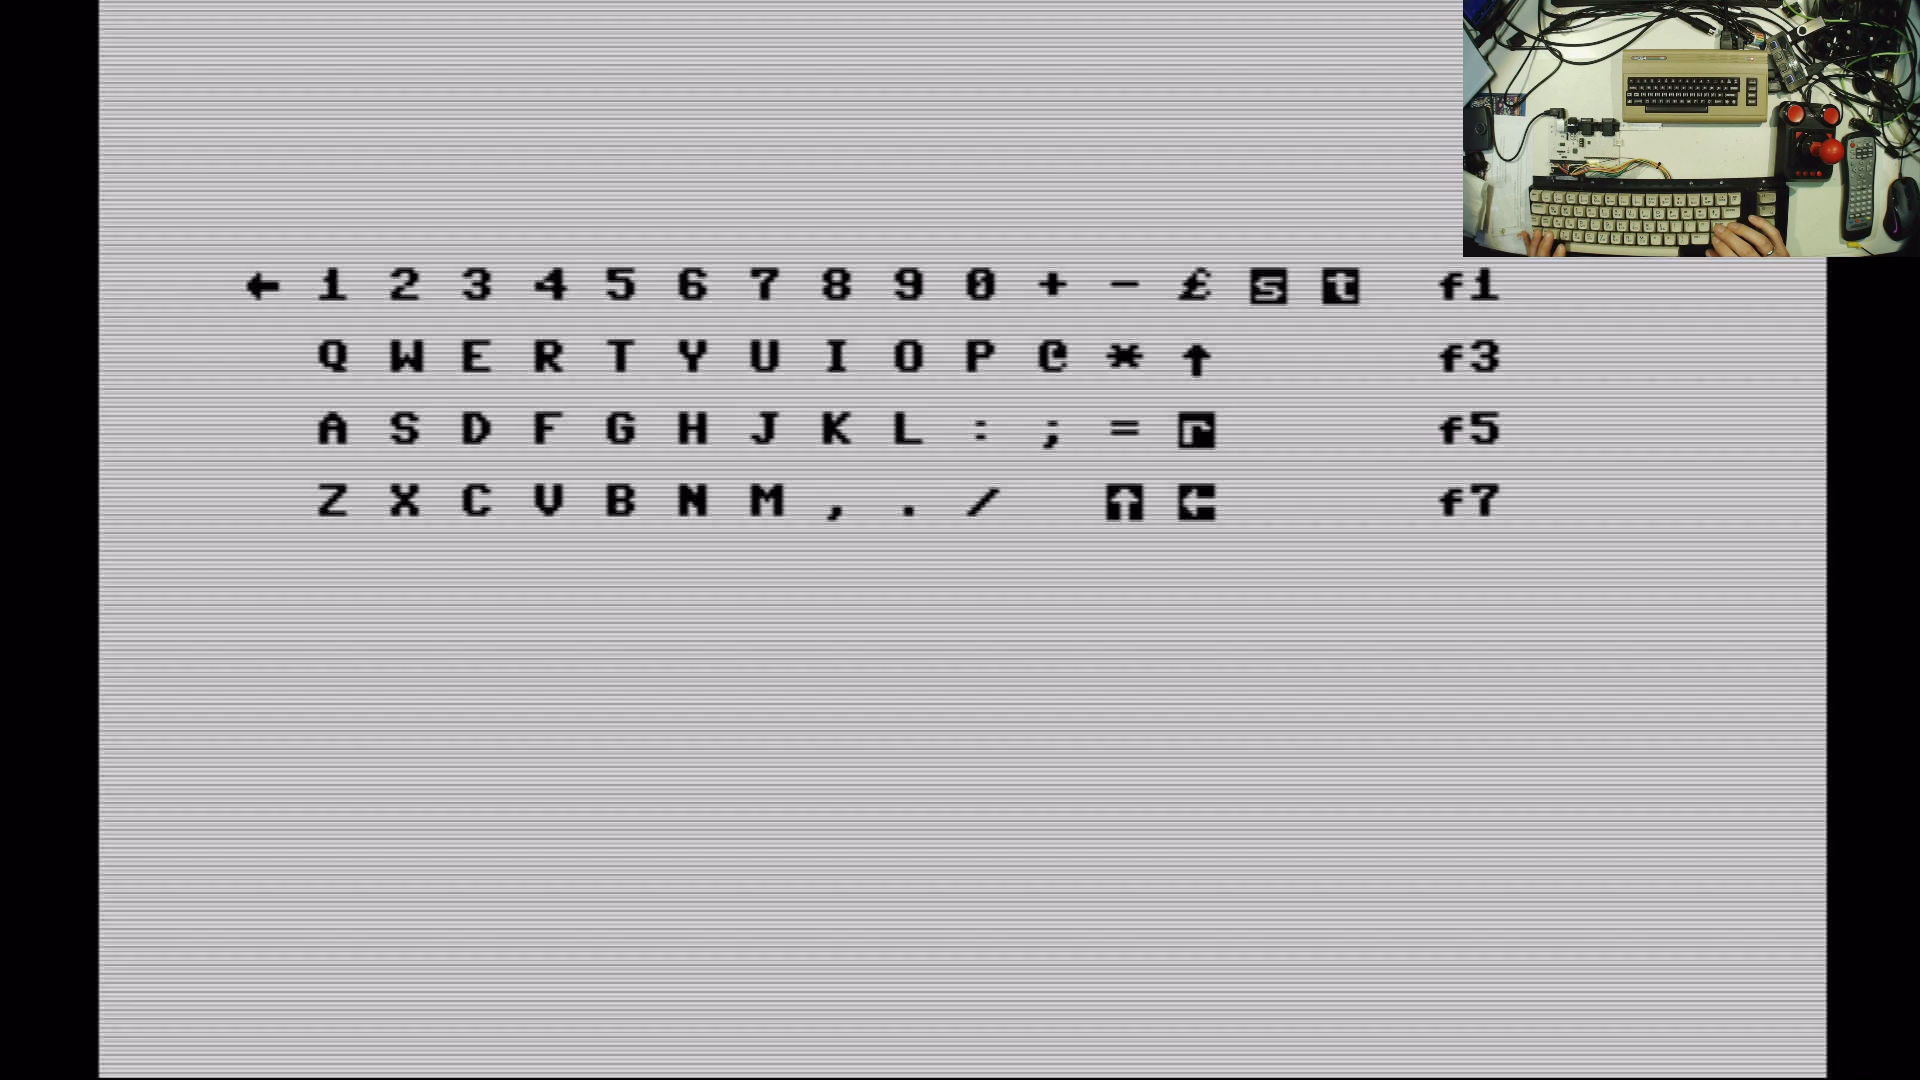 ← 1 2 3 4 5 6 7 8 9 0 + - £ s t f1
Q W E R T Y U I O P @ * ↑ f3
A S D F G H J K L : ; = r f5
Z X C V B N M , . / ↑ ← f7